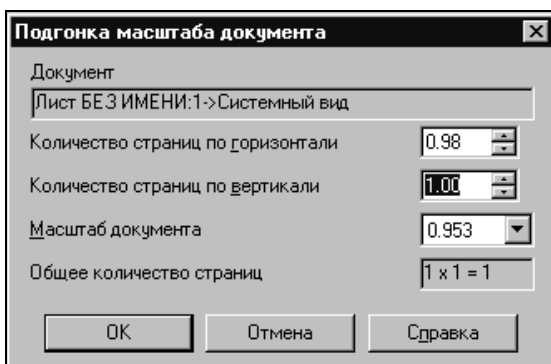 Подгонка масштаба документа
Документ
Лист БЕЗ ИМЕНИ:1->Системный вид
Количество страниц по горизонтали 0.98
Количество страниц по вертикали 1.00
Масштаб документа 0.953
Общее количество страниц 1 x 1 = 1
OK Отмена Справка